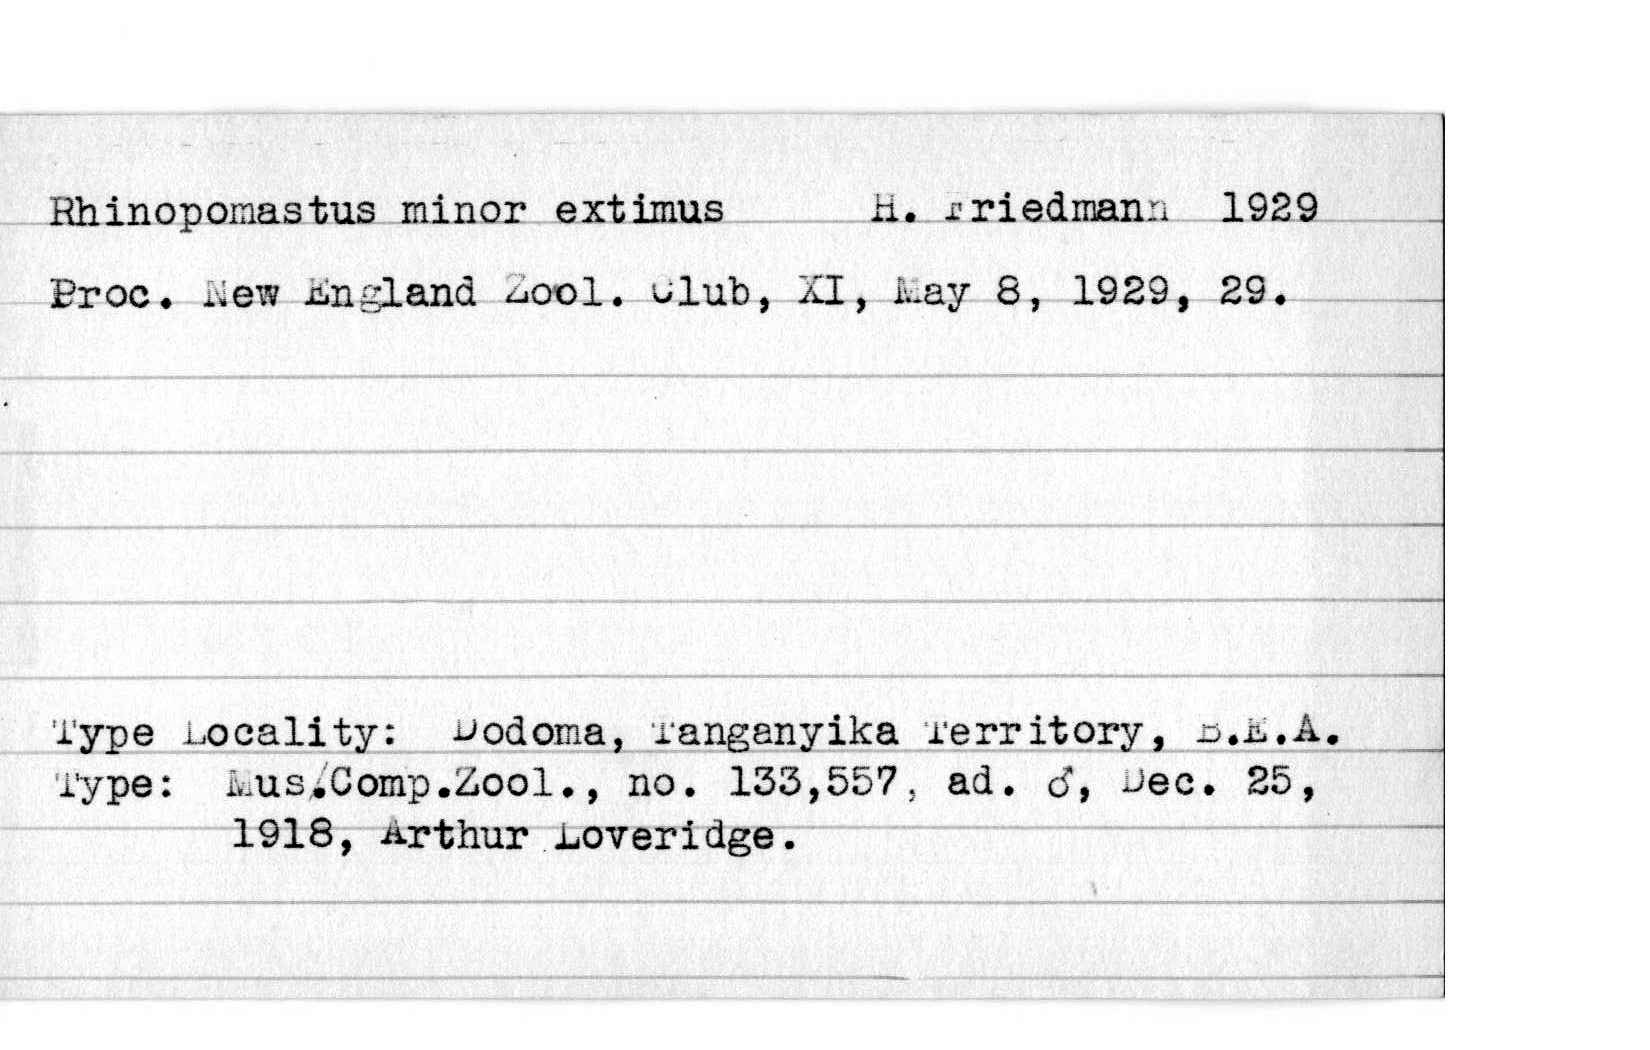 Rhinopomastus minor extimus H. Friedmann 1929
Proc. New England Zool. Club, XI, May 8, 1929, 29.
Type Locality: Dodoma, Tanganyika Territory, B.E.A.
Type: Mus.Comp.Zool., no. 133,557, ad. ♂, Dec. 25,
1918, Arthur Loveridge.